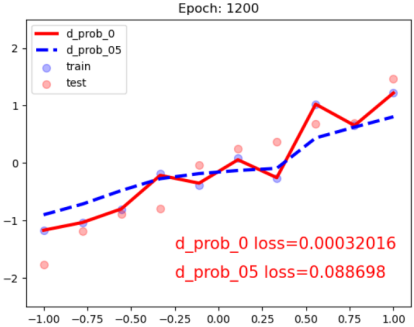 Epoch: 1200
d_prob_0
d_prob_05
train
test
2
1
0
−1
−2
d_prob_0 loss=0.00032016
d_prob_05 loss=0.088698
−1.00 −0.75 −0.50 −0.25 0.00 0.25 0.50 0.75 1.00